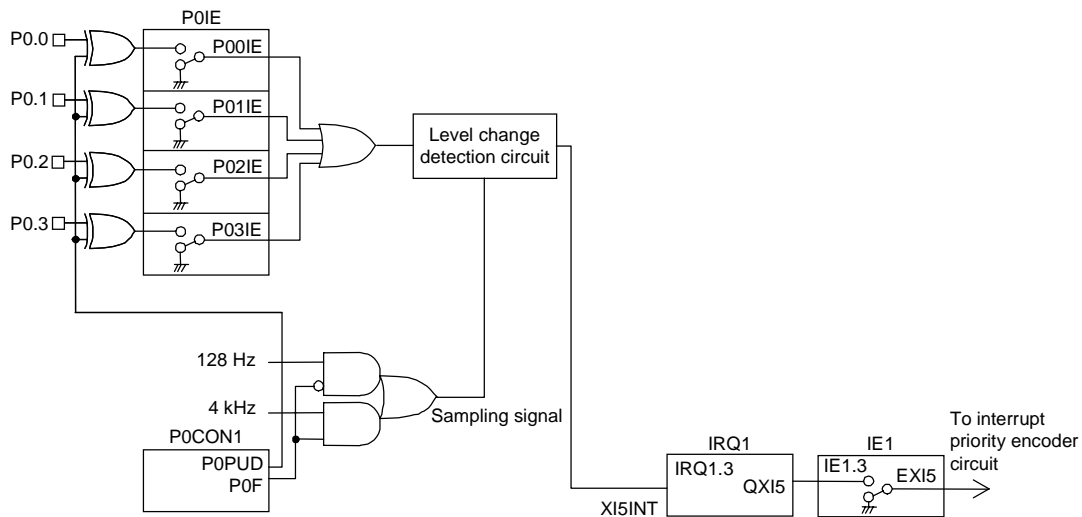 P0IE
P0.0
P00IE
P0.1
P01IE
P0.2
P02IE
P0.3
P03IE
Level change
detection circuit
128 Hz
4 kHz
Sampling signal
P0CON1
P0PUD
P0F
XI5INT
IRQ1
IRQ1.3
QXI5
IE1
IE1.3
EXI5
To interrupt
priority encoder
circuit